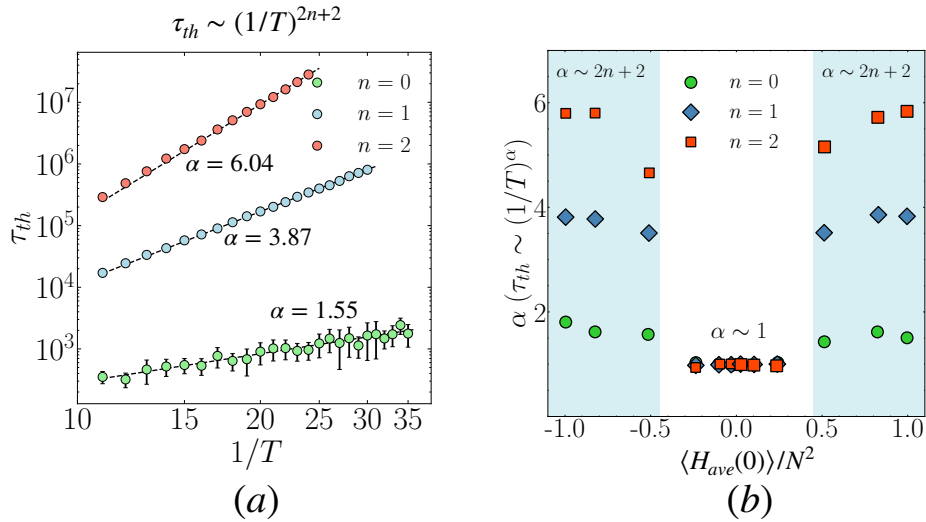 τ_th ∼ (1/T)^{2n+2}
10^7
10^6
10^5
10^4
10^3
τ_th
n = 0
n = 1
n = 2
α = 6.04
α = 3.87
α = 1.55
10 15 20 25 30 35
1/T
(a)
α (τ_th ∼ (1/T)^α)
6
4
2
0
α ∼ 2n + 2
n = 0
n = 1
n = 2
α ∼ 2n + 2
α ∼ 1
-1.0 -0.5 0.0 0.5 1.0
⟨H_ave(0)⟩/N^2
(b)